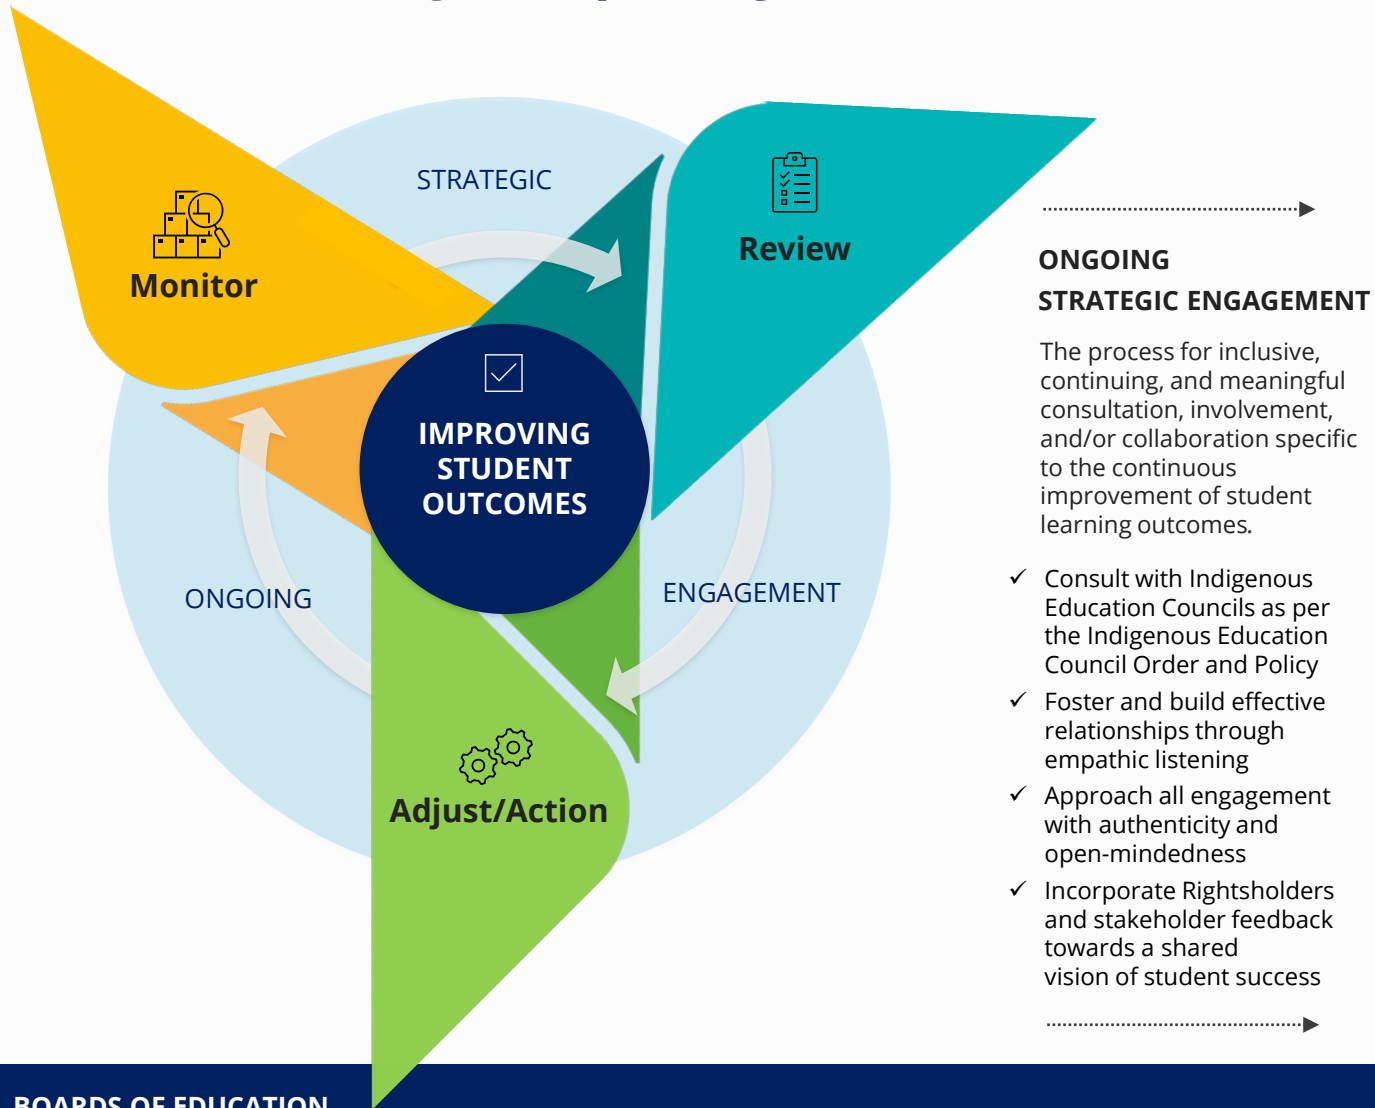 STRATEGIC
Monitor
Review
IMPROVING
STUDENT
OUTCOMES
ONGOING
ENGAGEMENT
Adjust/Action
ONGOING
STRATEGIC ENGAGEMENT
The process for inclusive,
continuing, and meaningful
consultation, involvement,
and/or collaboration specific
to the continuous
improvement of student
learning outcomes.
✓ Consult with Indigenous
Education Councils as per
the Indigenous Education
Council Order and Policy
✓ Foster and build effective
relationships through
empathic listening
✓ Approach all engagement
with authenticity and
open-mindedness
✓ Incorporate Rightsholders
and stakeholder feedback
towards a shared
vision of student success
BOARDS OF EDUCATION